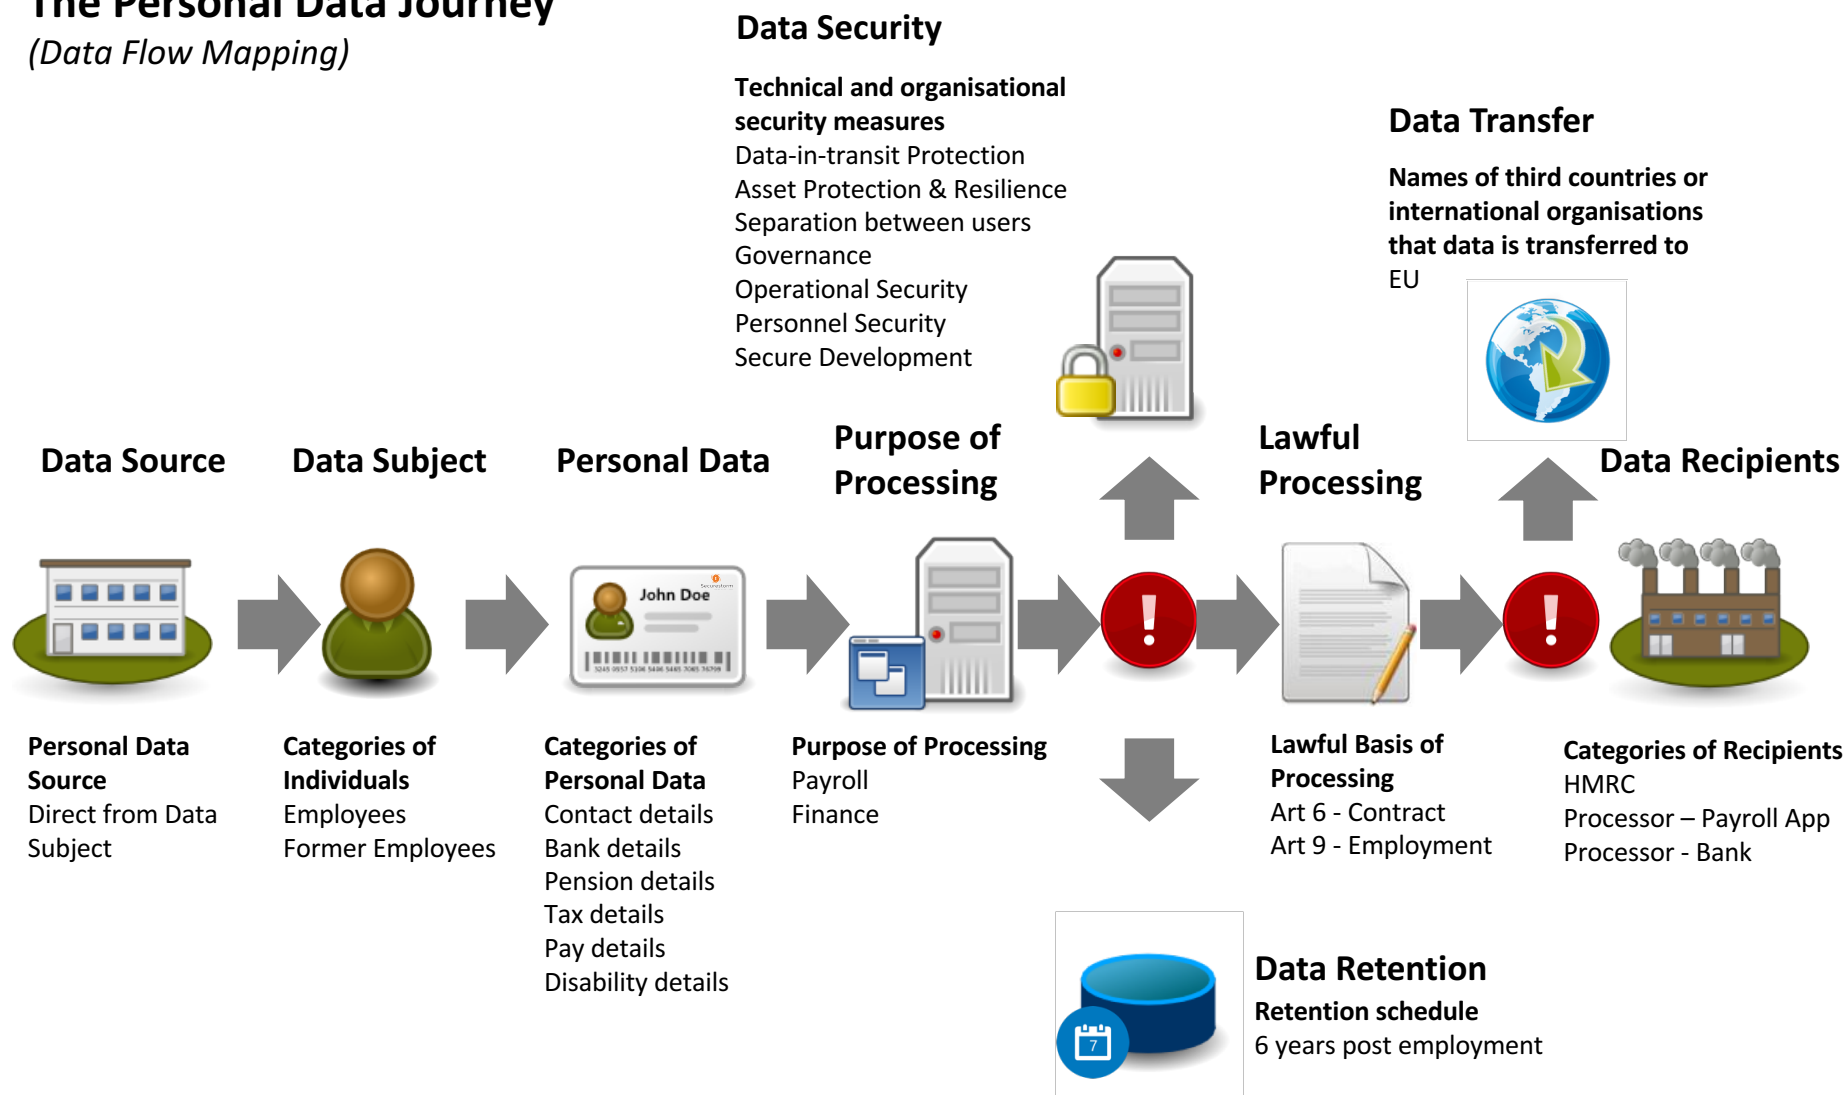 The Personal Data Journey
(Data Flow Mapping)
Data Security
Technical and organisational
security measures
Data-in-transit Protection
Asset Protection & Resilience
Separation between users
Governance
Operational Security
Personnel Security
Secure Development
Data Transfer
Names of third countries or
international organisations
that data is transferred to
EU
Data Source
Data Subject
Personal Data
Purpose of
Processing
Lawful
Processing
Data Recipients
Securestorm
John Doe
Personal Data
Source
Direct from Data
Subject
Categories of
Individuals
Employees
Former Employees
Categories of
Personal Data
Contact details
Bank details
Pension details
Tax details
Pay details
Disability details
Purpose of Processing
Payroll
Finance
Lawful Basis of
Processing
Art 6 - Contract
Art 9 - Employment
Categories of Recipients
HMRC
Processor – Payroll App
Processor - Bank
7
Data Retention
Retention schedule
6 years post employment